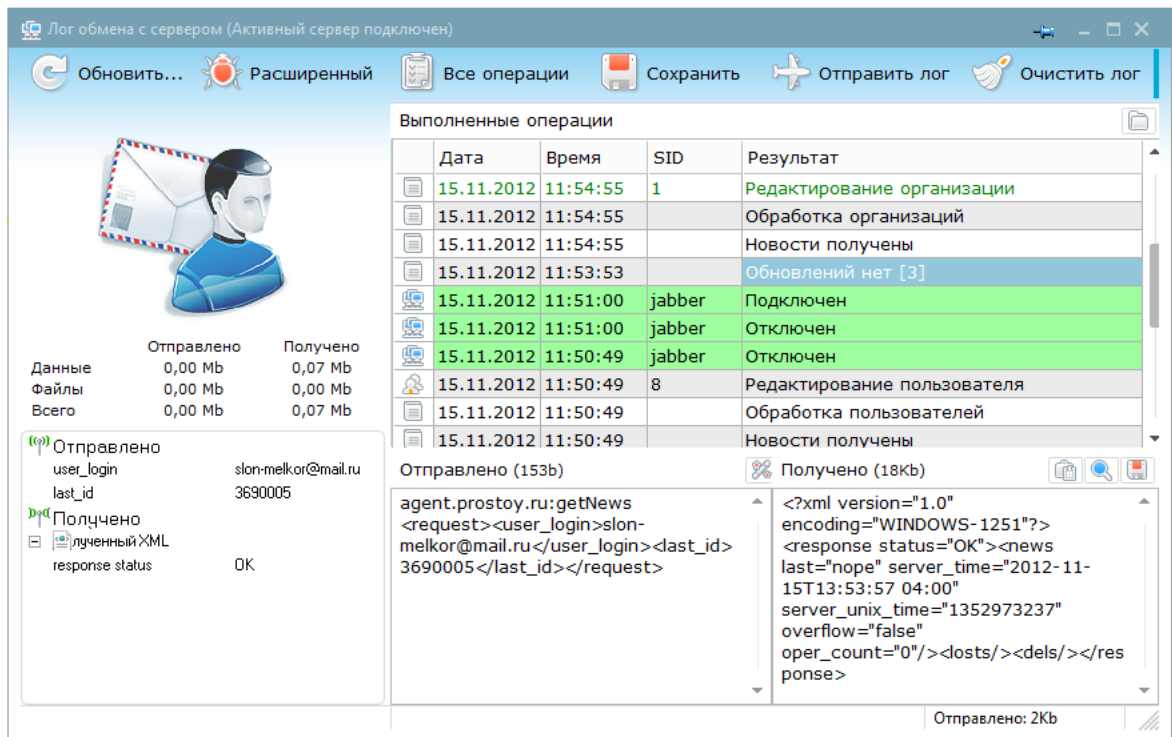 Лог обмена с сервером (Активный сервер подключен)
Обновить... Расширенный Все операции Сохранить Отправить лог Очистить лог
Выполненные операции
Дата Время SID Результат
15.11.2012 11:54:55 1 Редактирование организации
15.11.2012 11:54:55 Обработка организаций
15.11.2012 11:54:55 Новости получены
15.11.2012 11:53:53 Обновлений нет [3]
15.11.2012 11:51:00 jabber Подключен
15.11.2012 11:51:00 jabber Отключен
15.11.2012 11:50:49 jabber Отключен
15.11.2012 11:50:49 8 Редактирование пользователя
15.11.2012 11:50:49 Обработка пользователей
15.11.2012 11:50:49 Новости получены
Отправлено Получено
Данные 0,00 Mb 0,07 Mb
Файлы 0,00 Mb 0,00 Mb
Всего 0,00 Mb 0,07 Mb
Отправлено
user_login slon-melkor@mail.ru
last_id 3690005
Получено
лученный XML
response status OK
Отправлено (153b)
agent.prostoy.ru:getNews
<request><user_login>slon-
melkor@mail.ru</user_login><last_id>
3690005</last_id></request>
Получено (18Kb)
<?xml version="1.0"
encoding="WINDOWS-1251"?>
<response status="OK"><news
last="nope" server_time="2012-11-
15T13:53:57 04:00"
server_unix_time="1352973237"
overflow="false"
oper_count="0"/><losts/><dels/></res
ponse>
Отправлено: 2Kb